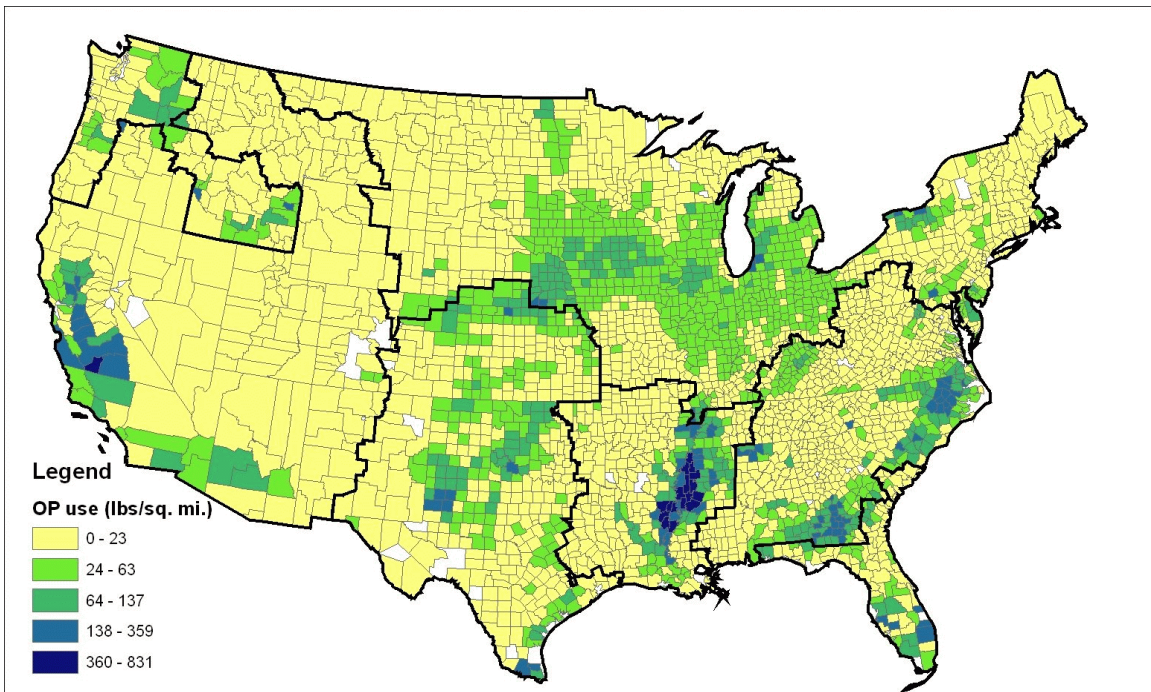 Legend
OP use (lbs/sq. mi.)
0 - 23
24 - 63
64 - 137
138 - 359
360 - 831